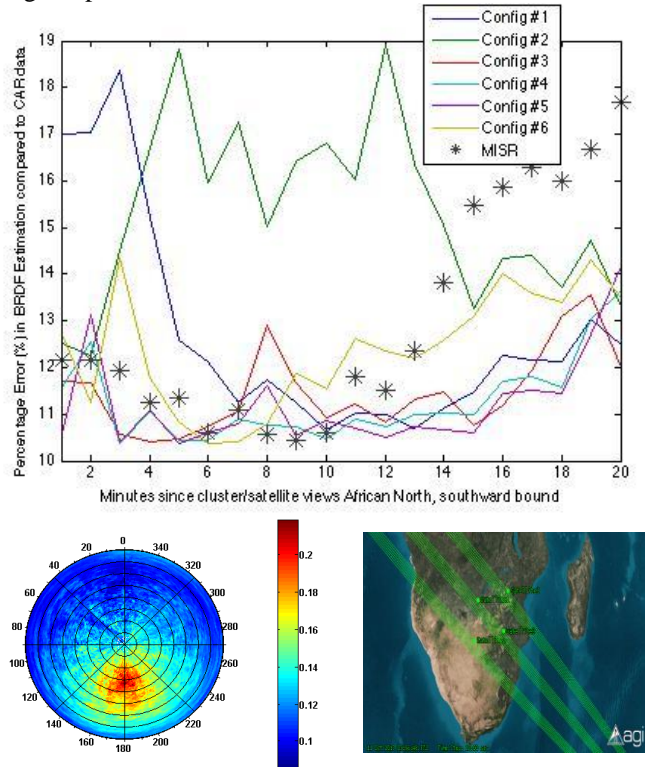 19
18
17
16
15
14
13
12
11
10
Percentage Error (%) in BRDF Estimation compared to CAR data
Config #1
Config #2
Config #3
Config #4
Config #5
Config #6
MISR
2 4 6 8 10 12 14 16 18 20
Minutes since cluster/satellite views African North, southward bound
0
20 340
40 320
60 300
80 280
100 260
120 240
140 220
160 200
180
0.2
0.18
0.16
0.14
0.12
0.1
agi